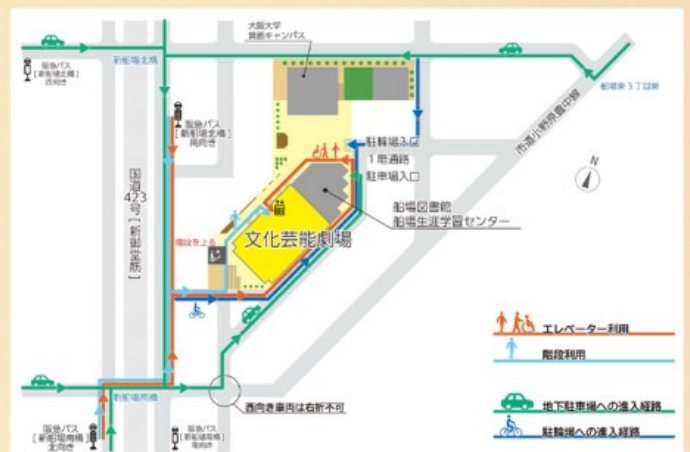 大阪大学
箕面キャンパス
阪急バス
[新船場北橋]
西向き
新船場北橋
船場東3丁目東
阪急バス
[新船場北橋]
南向き
市道小野原豊中線
駐輪場入口
1階通路
駐車場入口
N
国道423号[新御堂筋]
船場図書館
船場生涯学習センター
文化芸能劇場
階段を上る
エレベーター利用
階段利用
新船場南橋
西向き車両は右折不可
地下駐車場への進入経路
駐輪場への進入経路
阪急バス
[新船場南橋]
北向き
阪急バス
[新船場南橋]
南向き